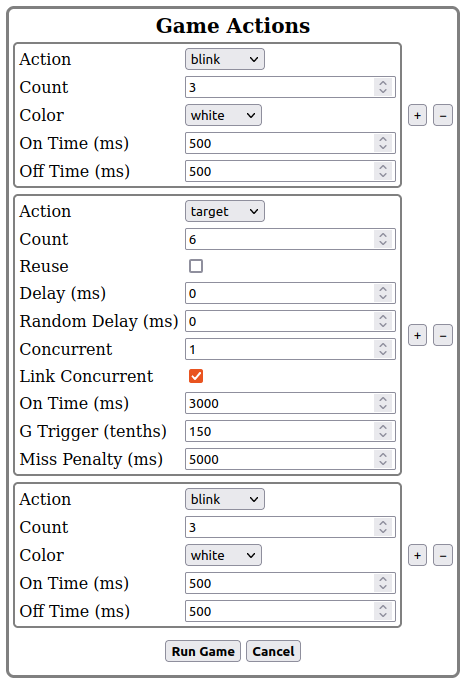 Game Actions
Action blink
Count 3
Color white + −
On Time (ms) 500
Off Time (ms) 500
Action target
Count 6
Reuse
Delay (ms) 0
Random Delay (ms) 0
+ −
Concurrent 1
Link Concurrent
On Time (ms) 3000
G Trigger (tenths) 150
Miss Penalty (ms) 5000
Action blink
Count 3
Color white + −
On Time (ms) 500
Off Time (ms) 500
Run Game Cancel